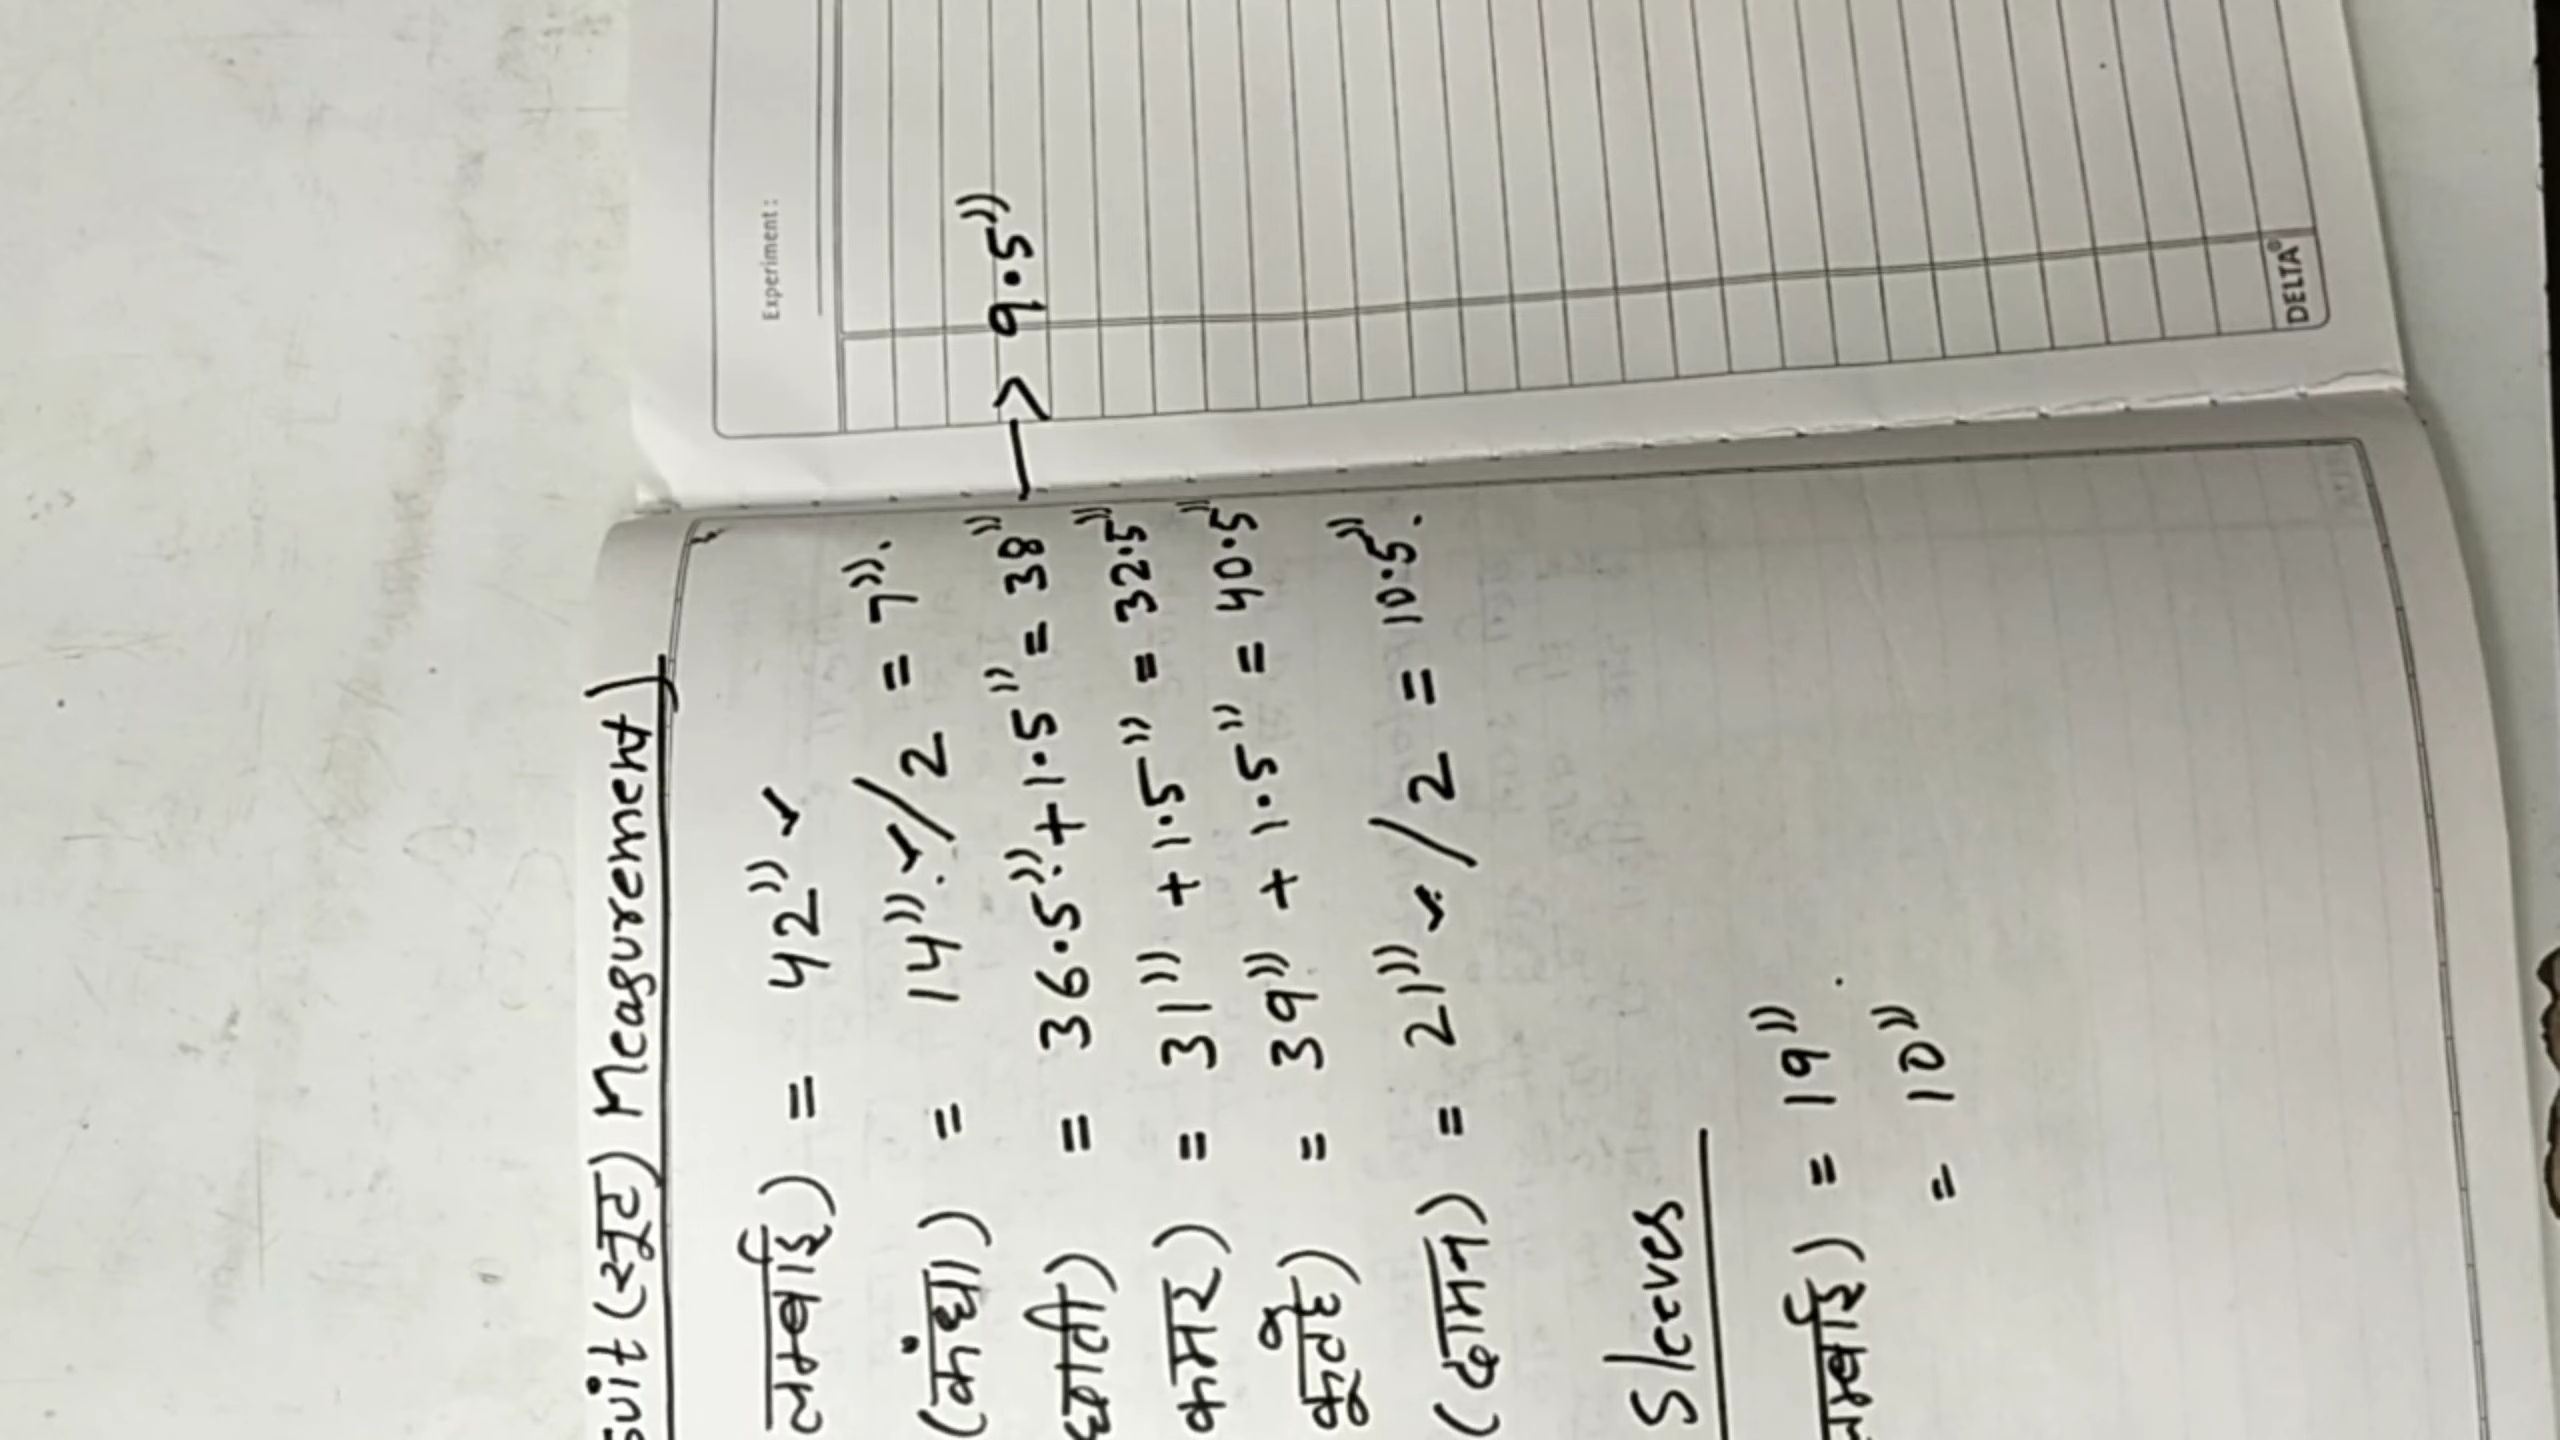 suit (सूट) Measurement)
लम्बाई) = 42" ✓
(कंधा) = 14". ✓/2 = 7".
छाती) = 36.5" + 1.5" = 38" → 9.5"
कमर) = 31" + 1.5" = 32.5"
कूल्हे) = 39" + 1.5" = 40.5"
(दामन) = 21" ✓/2 = 10.5".
Sleeves
लम्बाई) = 19".
= 10"
Experiment:
DELTA®